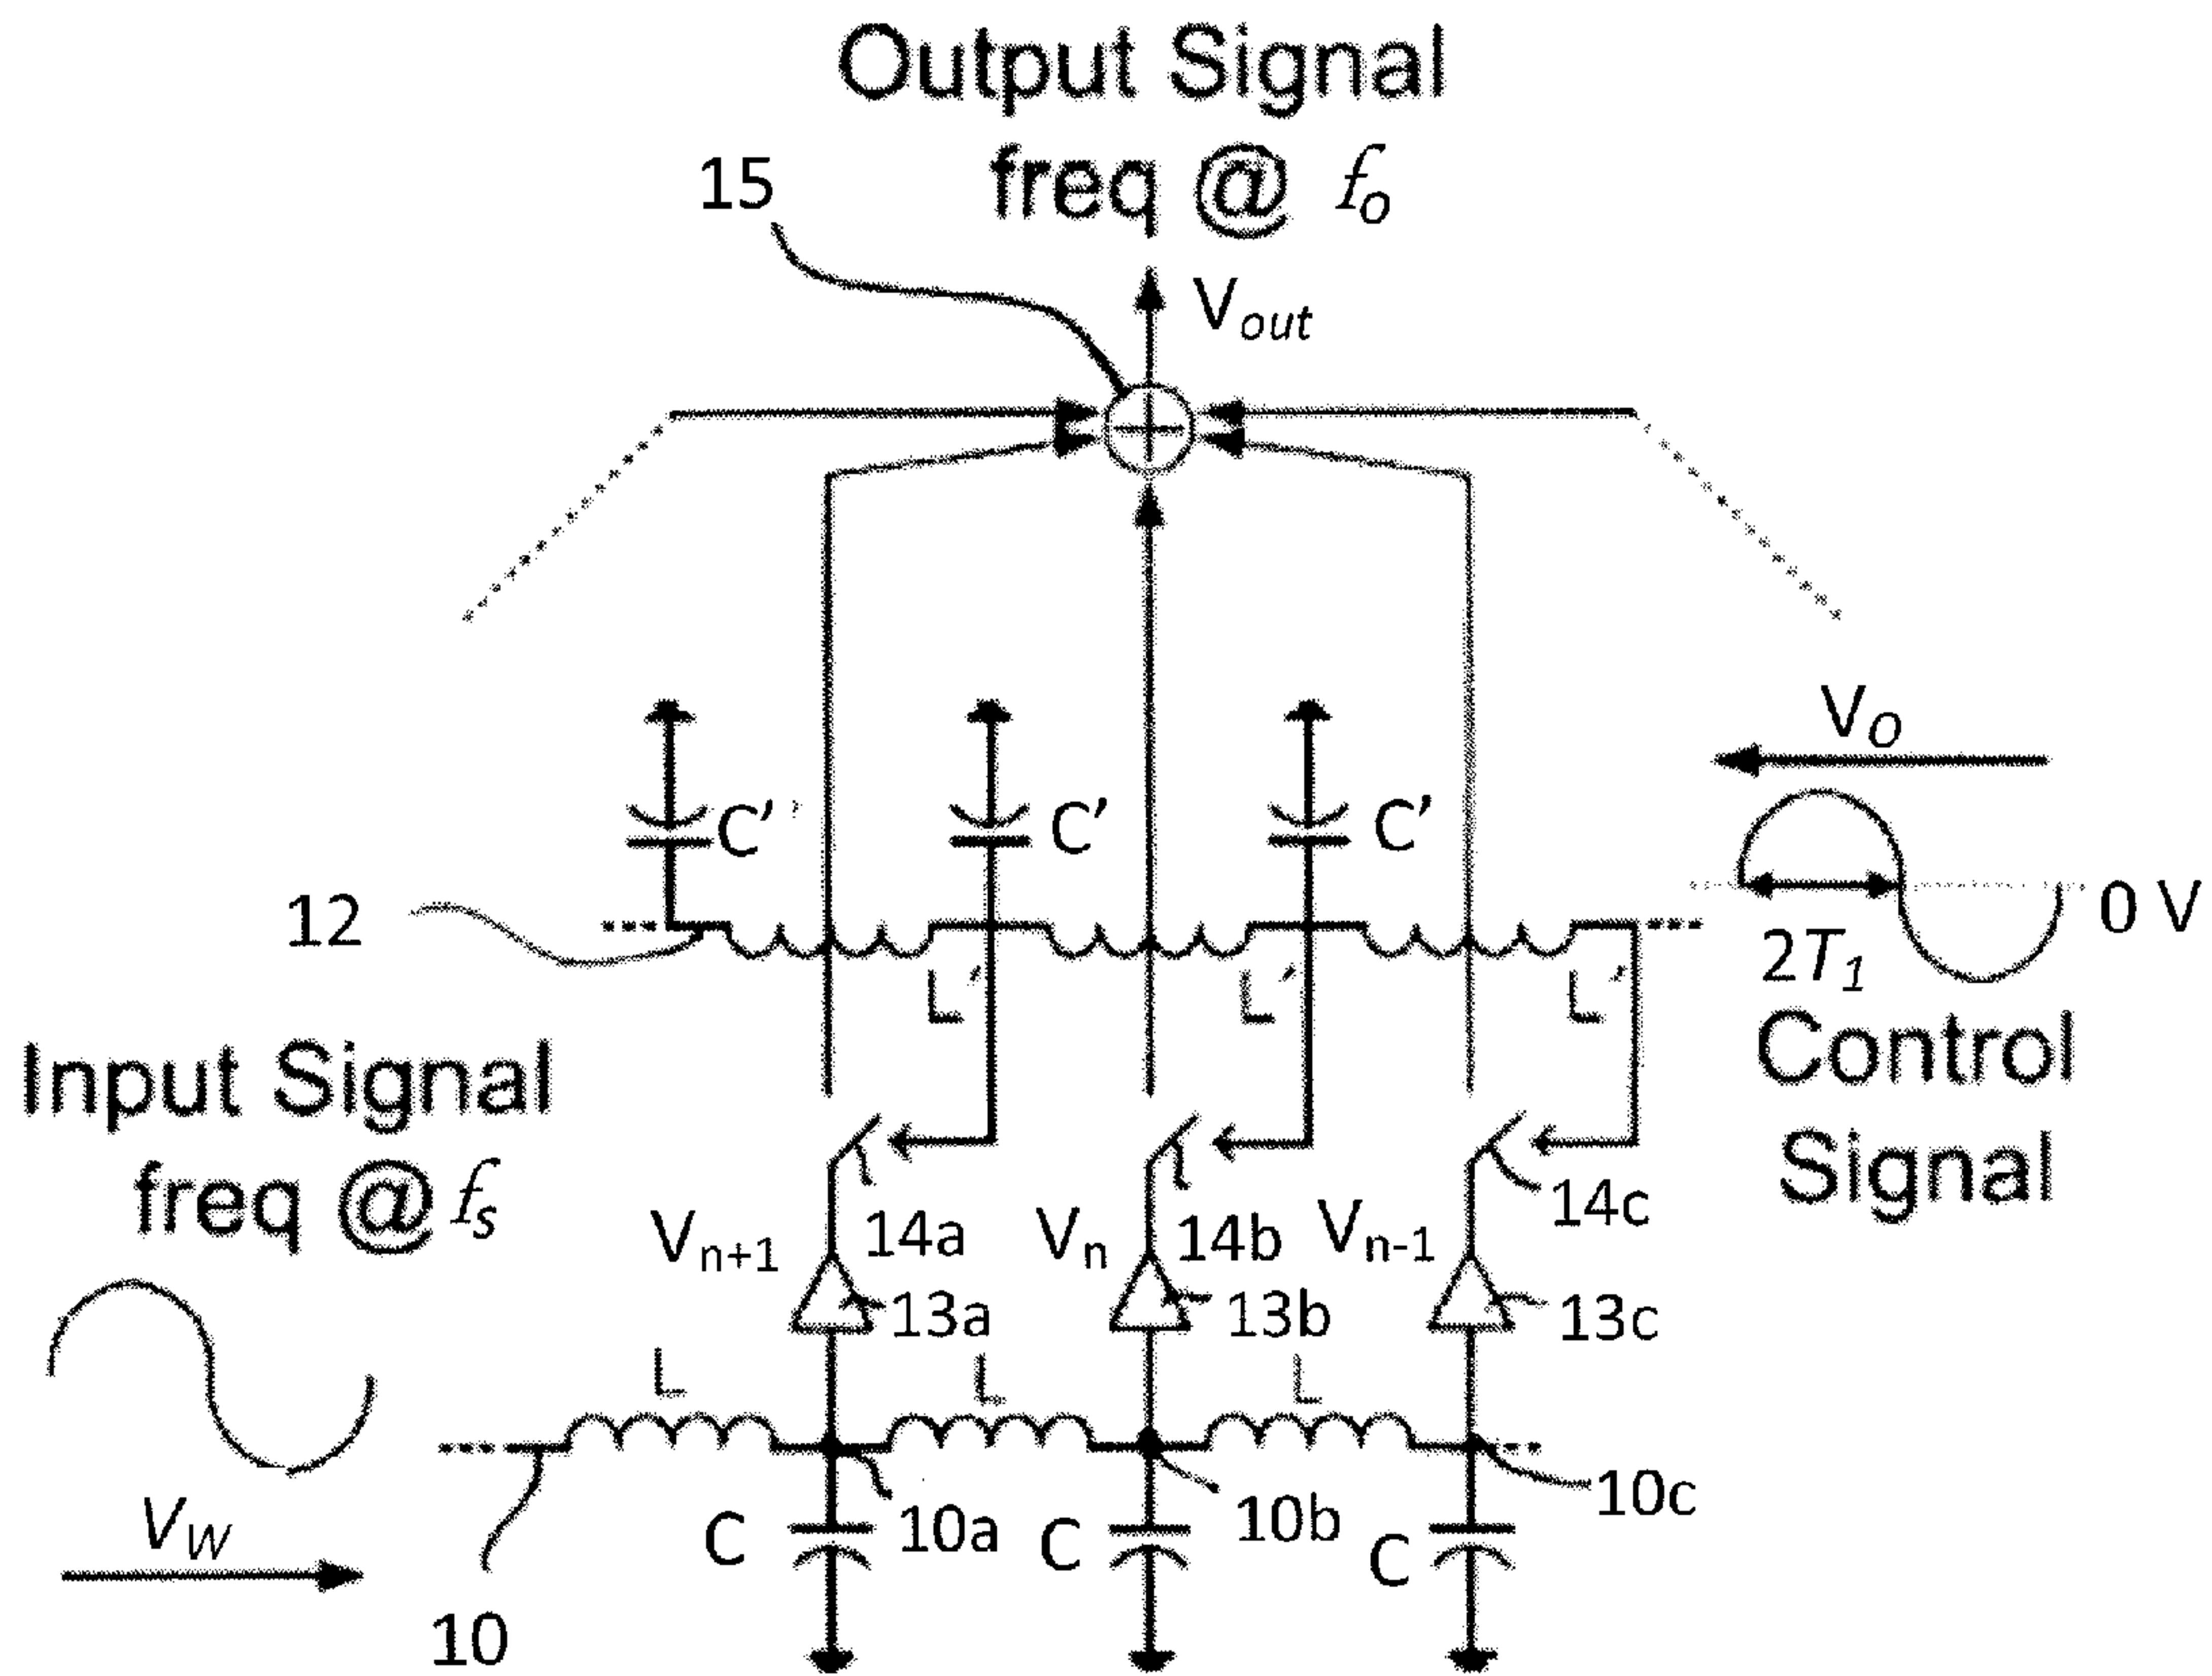 Output Signal
freq @ fo
15
Vout
VO
C' C' C'
12
0 V
2T1
L' L' L'
Control
Signal
Input Signal
freq @ fs
Vn+1 14a Vn 14b Vn-1 14c
13a 13b 13c
L L L
VW
C 10a C 10b C 10c
10